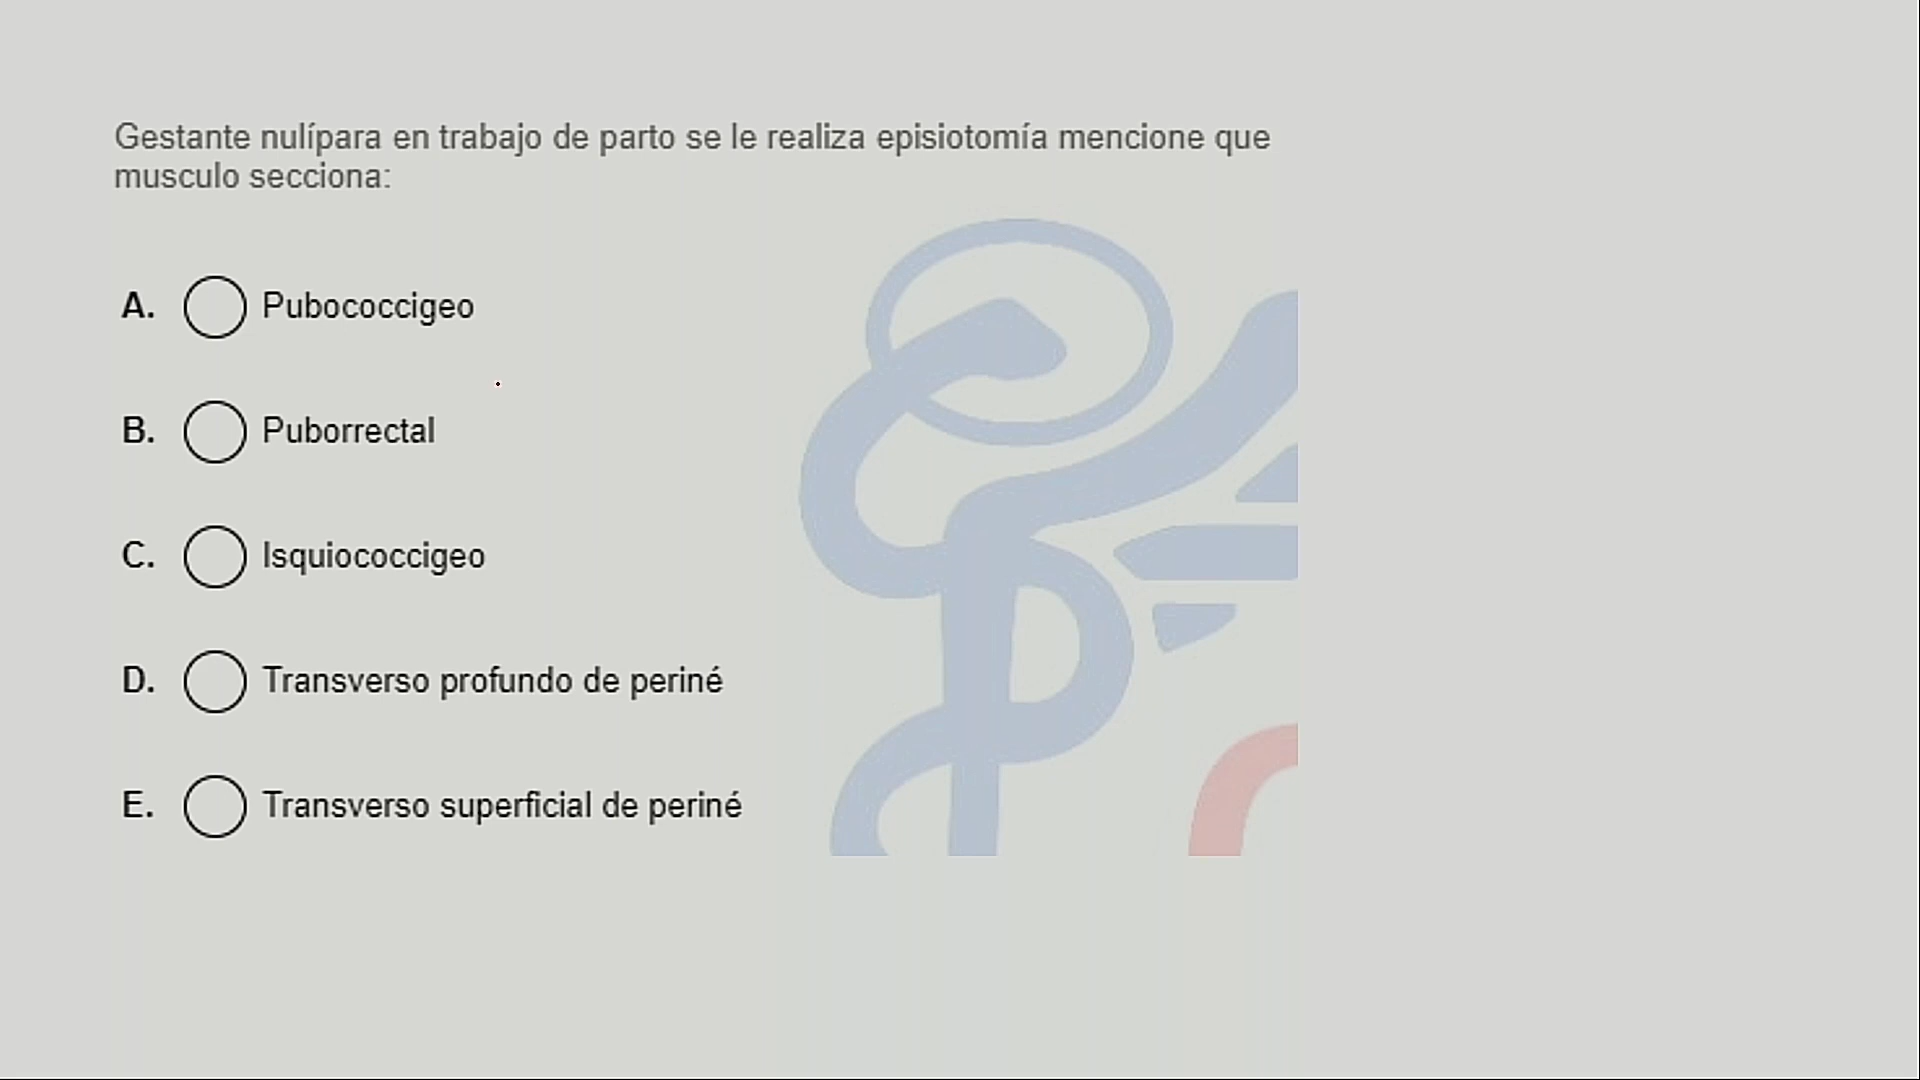 Gestante nulípara en trabajo de parto se le realiza episiotomía mencione que
musculo secciona:
A. Pubococcigeo
B. Puborrectal
C. Isquiococcigeo
D. Transverso profundo de periné
E. Transverso superficial de periné